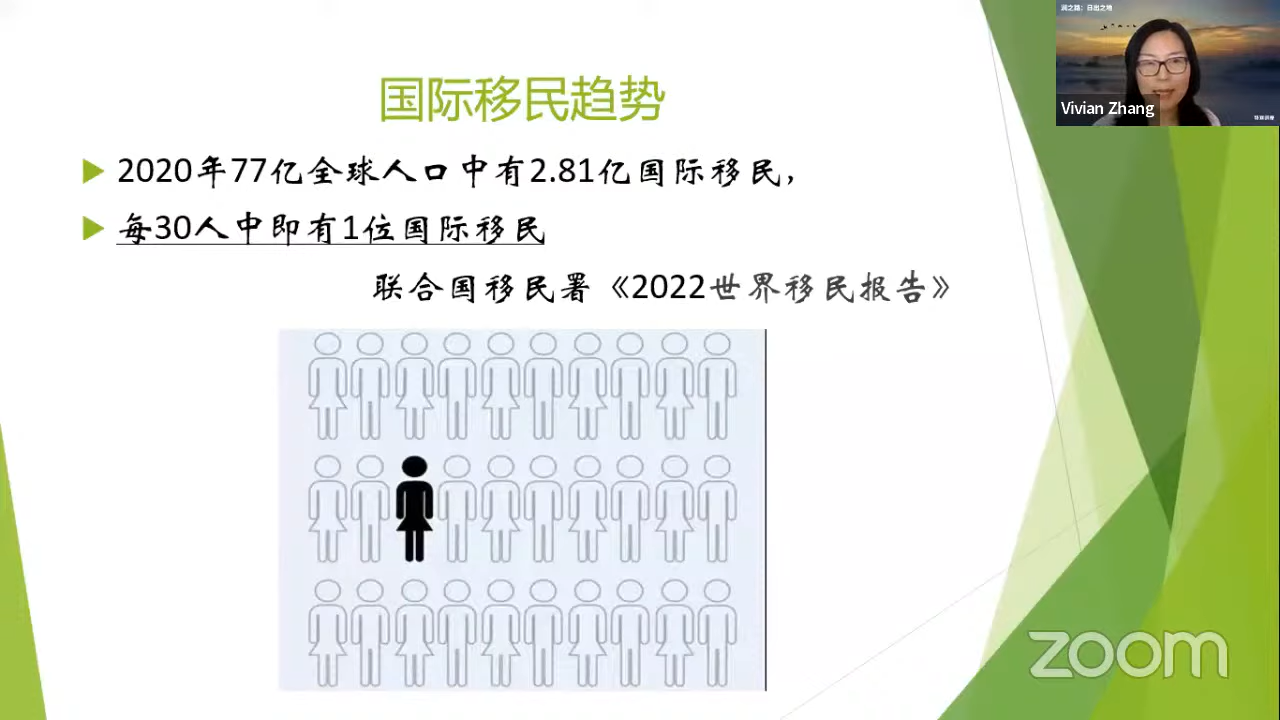 国际移民趋势
2020年77亿全球人口中有2.81亿国际移民，
每30人中即有1位国际移民
联合国移民署《2022世界移民报告》
Vivian Zhang
zoom